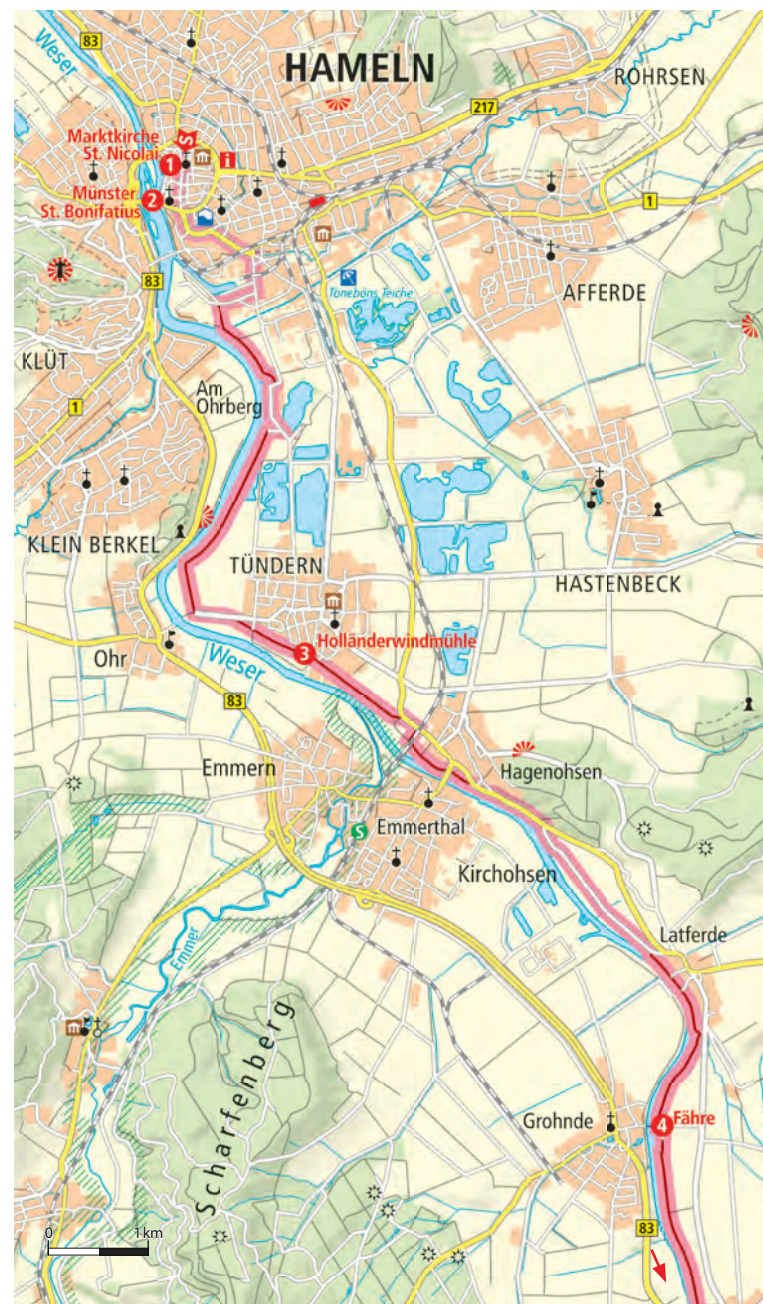 83
Weser
HAMELN
ROHRSEN
217
Marktkirche
St. Nicolai
S
1
i
Münster
St. Bonifatius
2
1
83
Töneböns Teiche
AFFERDE
KLÜT
Am
Ohrberg
1
KLEIN BERKEL
TÜNDERN
HASTENBECK
3
Holländerwindmühle
Ohr
Weser
83
Emmern
Hagenohsen
S
Emmerthal
Kirchohsen
Latferde
Emmer
Scharfenberg
Grohnde
4
Fähre
83
0
1km